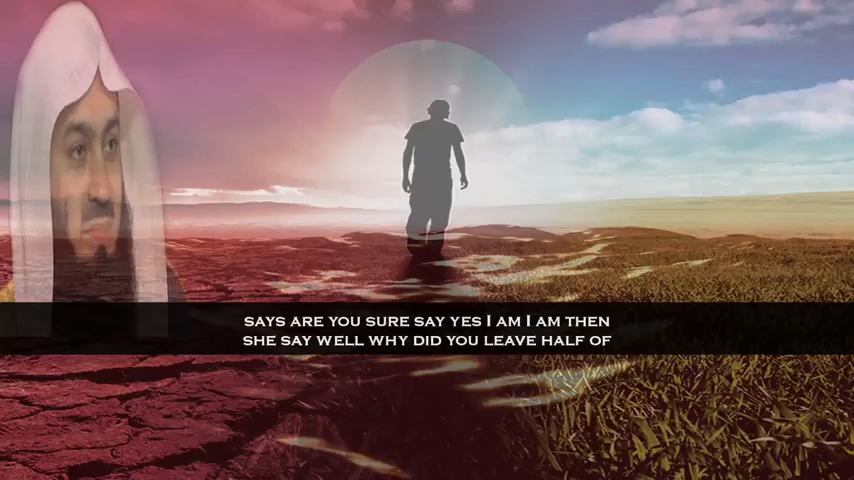 SAYS ARE YOU SURE SAY YES I AM I AM THEN
SHE SAY WELL WHY DID YOU LEAVE HALF OF